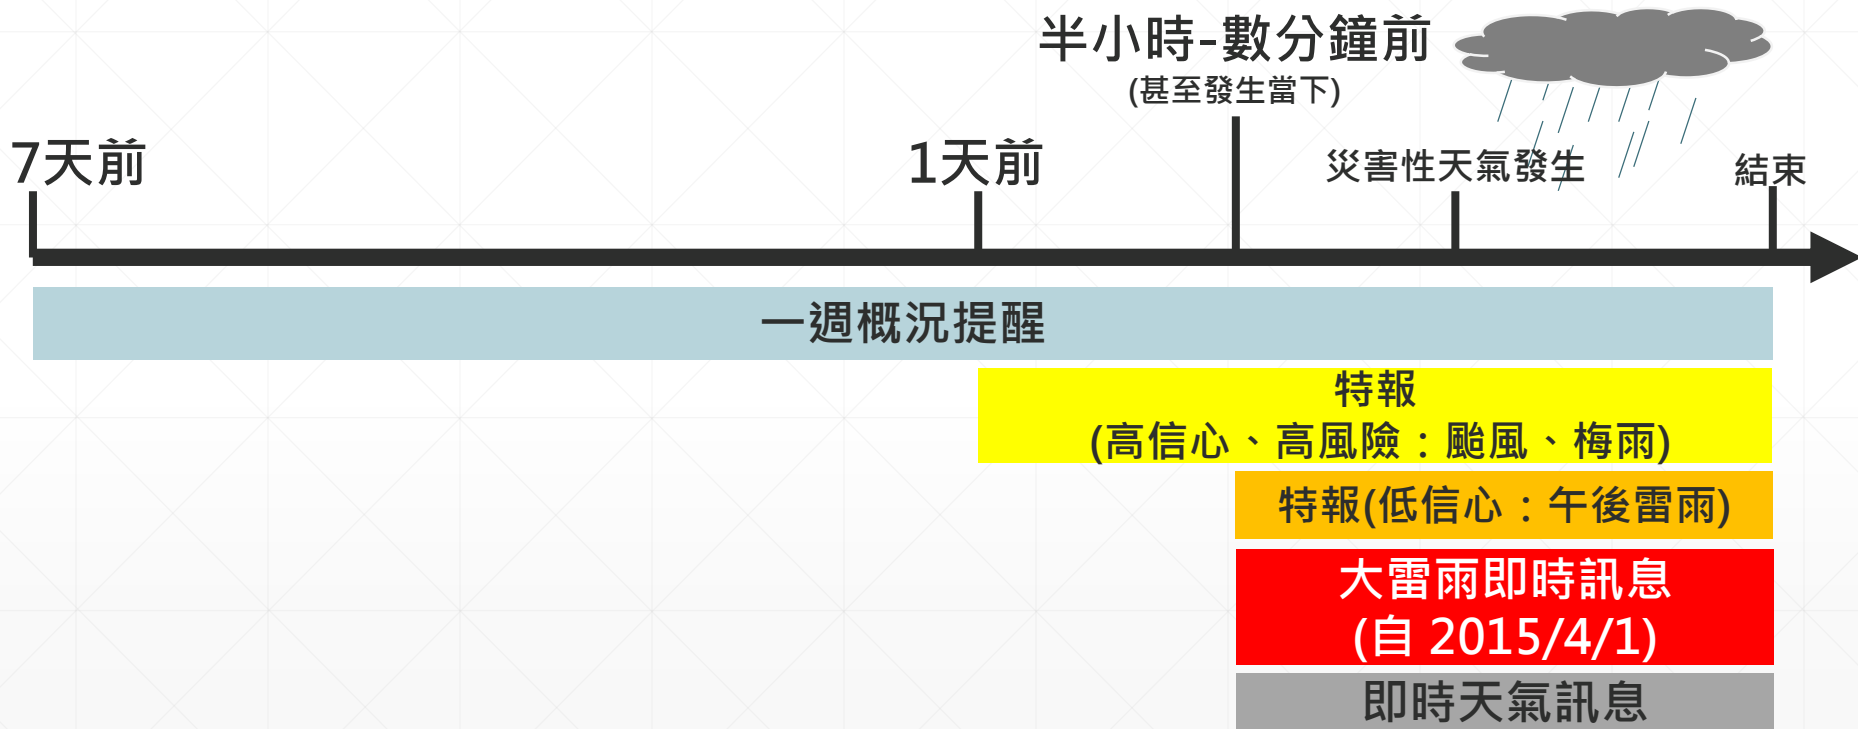 半小時-數分鐘前
(甚至發生當下)
7天前
1天前
災害性天氣發生
結束
一週概況提醒
特報
(高信心、高風險：颱風、梅雨)
特報(低信心：午後雷雨)
大雷雨即時訊息
(自 2015/4/1)
即時天氣訊息